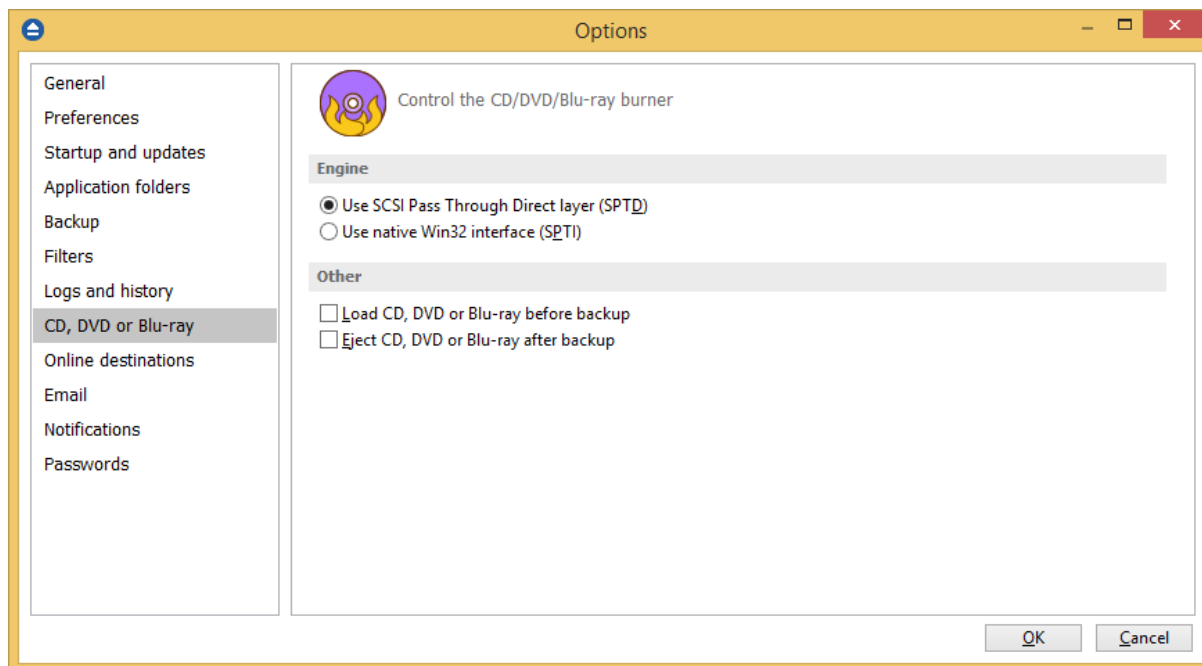 Options
General
Preferences
Startup and updates
Application folders
Backup
Filters
Logs and history
CD, DVD or Blu-ray
Online destinations
Email
Notifications
Passwords
Control the CD/DVD/Blu-ray burner
Engine
Use SCSI Pass Through Direct layer (SPTD)
Use native Win32 interface (SPTI)
Other
Load CD, DVD or Blu-ray before backup
Eject CD, DVD or Blu-ray after backup
OK Cancel